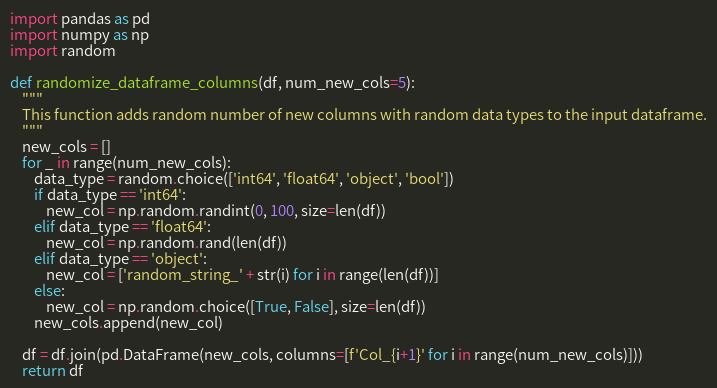 import pandas as pd
import numpy as np
import random

def randomize_dataframe_columns(df, num_new_cols=5):
    """
    This function adds random number of new columns with random data types to the input dataframe.
    """
    new_cols = []
    for _ in range(num_new_cols):
        data_type = random.choice(['int64', 'float64', 'object', 'bool'])
        if data_type == 'int64':
            new_col = np.random.randint(0, 100, size=len(df))
        elif data_type == 'float64':
            new_col = np.random.rand(len(df))
        elif data_type == 'object':
            new_col = ['random_string_' + str(i) for i in range(len(df))]
        else:
            new_col = np.random.choice([True, False], size=len(df))
        new_cols.append(new_col)

    df = df.join(pd.DataFrame(new_cols, columns=[f'Col_{i+1}' for i in range(num_new_cols)]))
    return df